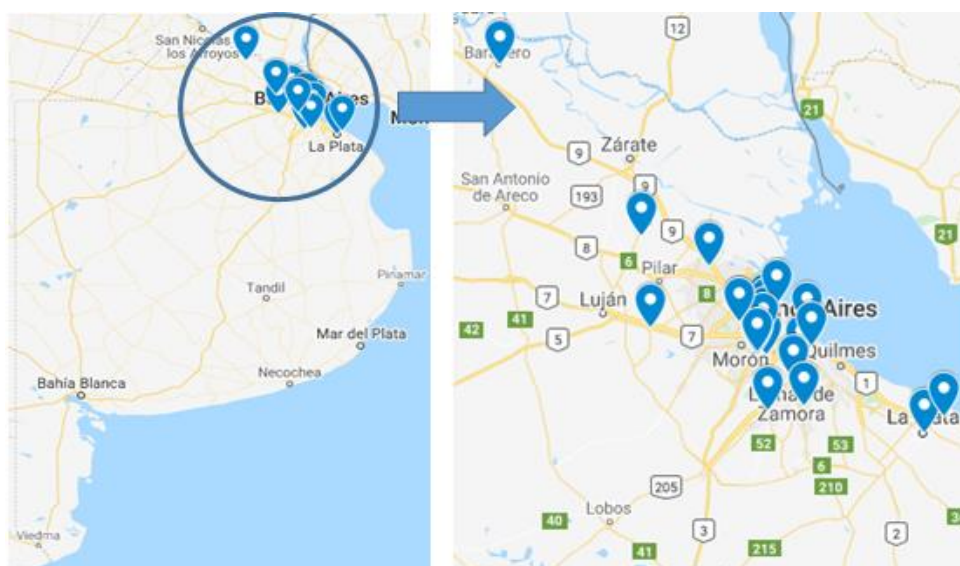 San Nicolás
los Arroyos
La Plata
Tandil
Pinamar
Mar del Plata
Necochea
Bahía Blanca
Viedma
12
21
9
Zárate
San Antonio
de Areco
193
9
9
8
6
Pilar
21
7
Luján
8
42
41
5
7
Aires
Morón
Quilmes
1
Zamora
52
53
6
205
210
Lobos
40
3
2
41
215